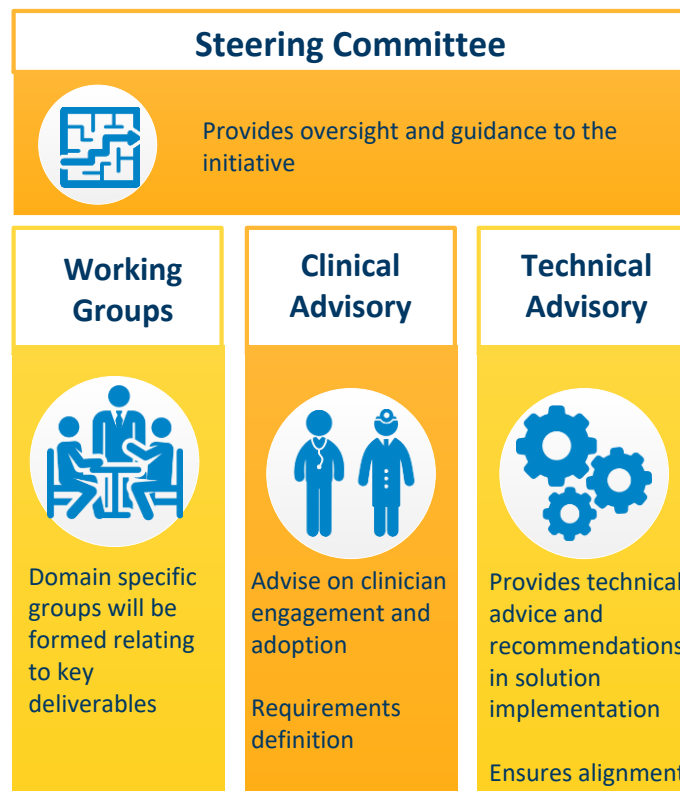 Steering Committee
Provides oversight and guidance to the
initiative
Working
Groups
Domain specific
groups will be
formed relating
to key
deliverables
Clinical
Advisory
Advise on clinician
engagement and
adoption
Requirements
definition
Technical
Advisory
Provides technical
advice and
recommendations
in solution
implementation
Ensures alignment